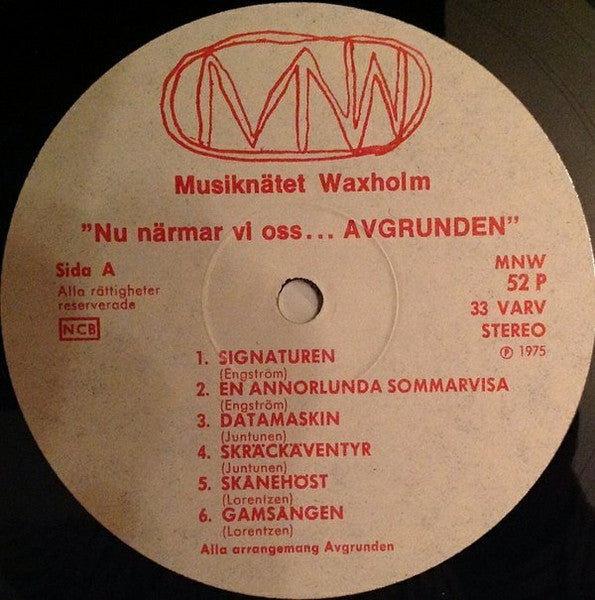 MNW
Musiknätet Waxholm
"Nu närmar vi oss... AVGRUNDEN"
Sida A
Alla rättigheter
reserverade
NCB
MNW
52 P
33 VARV
STEREO
Ⓟ 1975
1. SIGNATUREN
(Engström)
2. EN ANNORLUNDA SOMMARVISA
(Engström)
3. DATAMASKIN
(Juntunen)
4. SKRÄCKÄVENTYR
(Juntunen)
5. SKÅNEHÖST
(Lorentzen)
6. GAMSÅNGEN
(Lorentzen)
Alla arrangemang Avgrunden